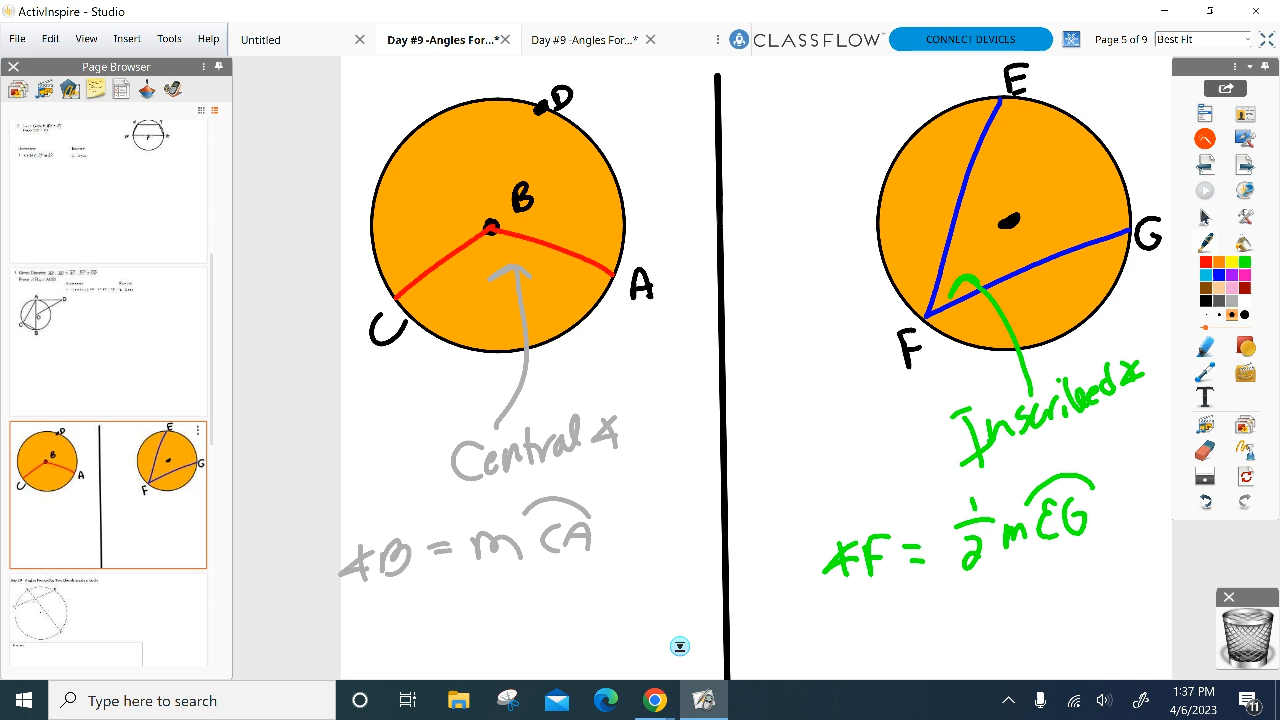 ActivInspire - Studio
File Edit View Insert Tools Help
Untitled
Day #9 -Angles For...*
Day #9 -Angles For...*
CLASSFLOW
CONNECT DEVICES
Page 5 of 9
Best Fit
Page Browser
D
B
A
C
Central ∡
∡B = m CA
E
G
F
Inscribed ∡
∡F = 1/2 m EG
T
Type here to search
1:37 PM
4/6/2023
11